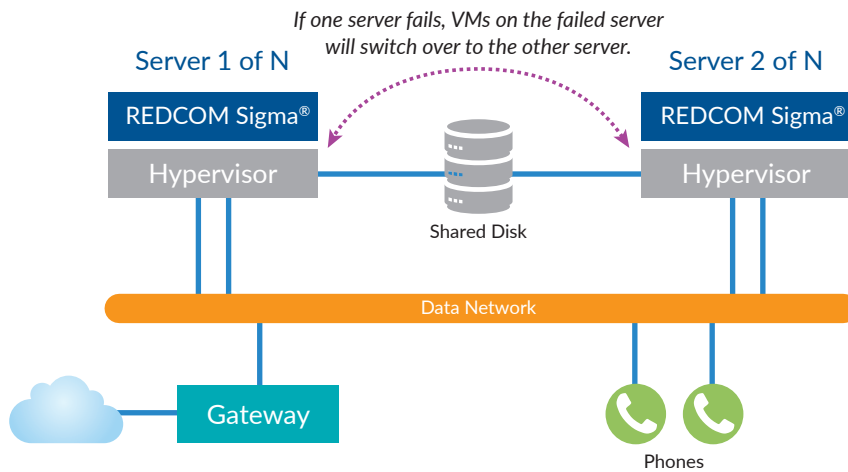 If one server fails, VMs on the failed server
will switch over to the other server.
Server 1 of N
Server 2 of N
REDCOM Sigma®
REDCOM Sigma®
Hypervisor
Hypervisor
Shared Disk
Data Network
Gateway
Phones